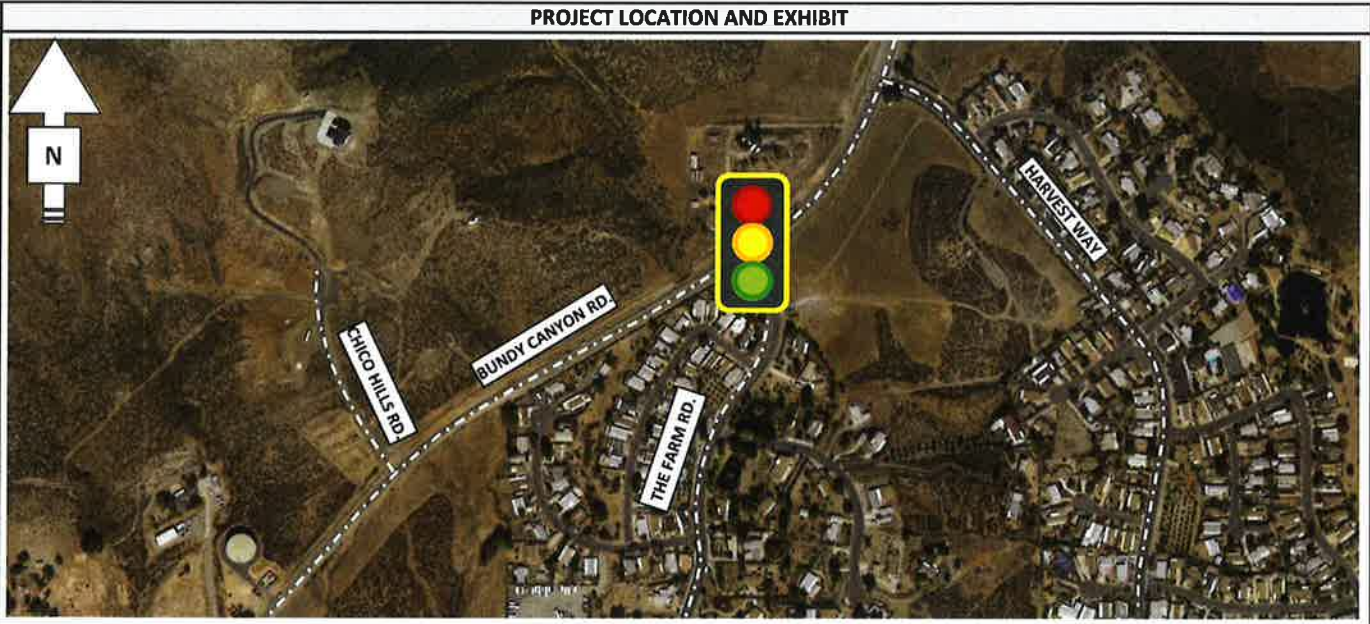 PROJECT LOCATION AND EXHIBIT
N
HARVEST WAY
BUNDY CANYON RD.
CHICO HILLS RD.
THE FARM RD.